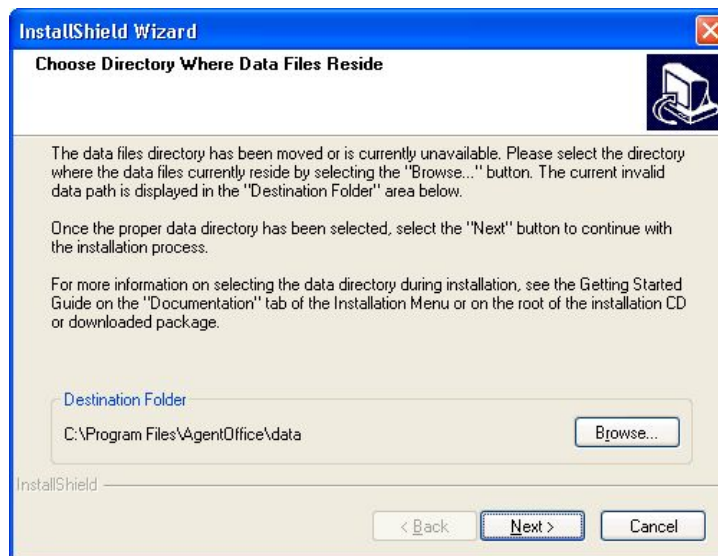 InstallShield Wizard
Choose Directory Where Data Files Reside
The data files directory has been moved or is currently unavailable. Please select the directory
where the data files currently reside by selecting the "Browse..." button. The current invalid
data path is displayed in the "Destination Folder" area below.
Once the proper data directory has been selected, select the "Next" button to continue with
the installation process.
For more information on selecting the data directory during installation, see the Getting Started
Guide on the "Documentation" tab of the Installation Menu or on the root of the installation CD
or downloaded package.
Destination Folder
C:\Program Files\AgentOffice\data
Browse...
InstallShield
< Back
Next >
Cancel